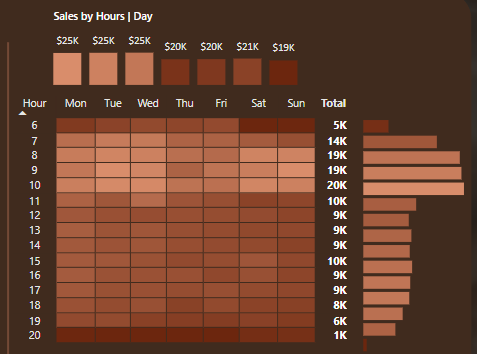 Sales by Hours | Day
$25K $25K $25K $20K $20K $21K $19K
Hour Mon Tue Wed Thu Fri Sat Sun Total
6 5K
7 14K
8 19K
9 19K
10 20K
11 10K
12 9K
13 9K
14 9K
15 10K
16 9K
17 9K
18 8K
19 6K
20 1K